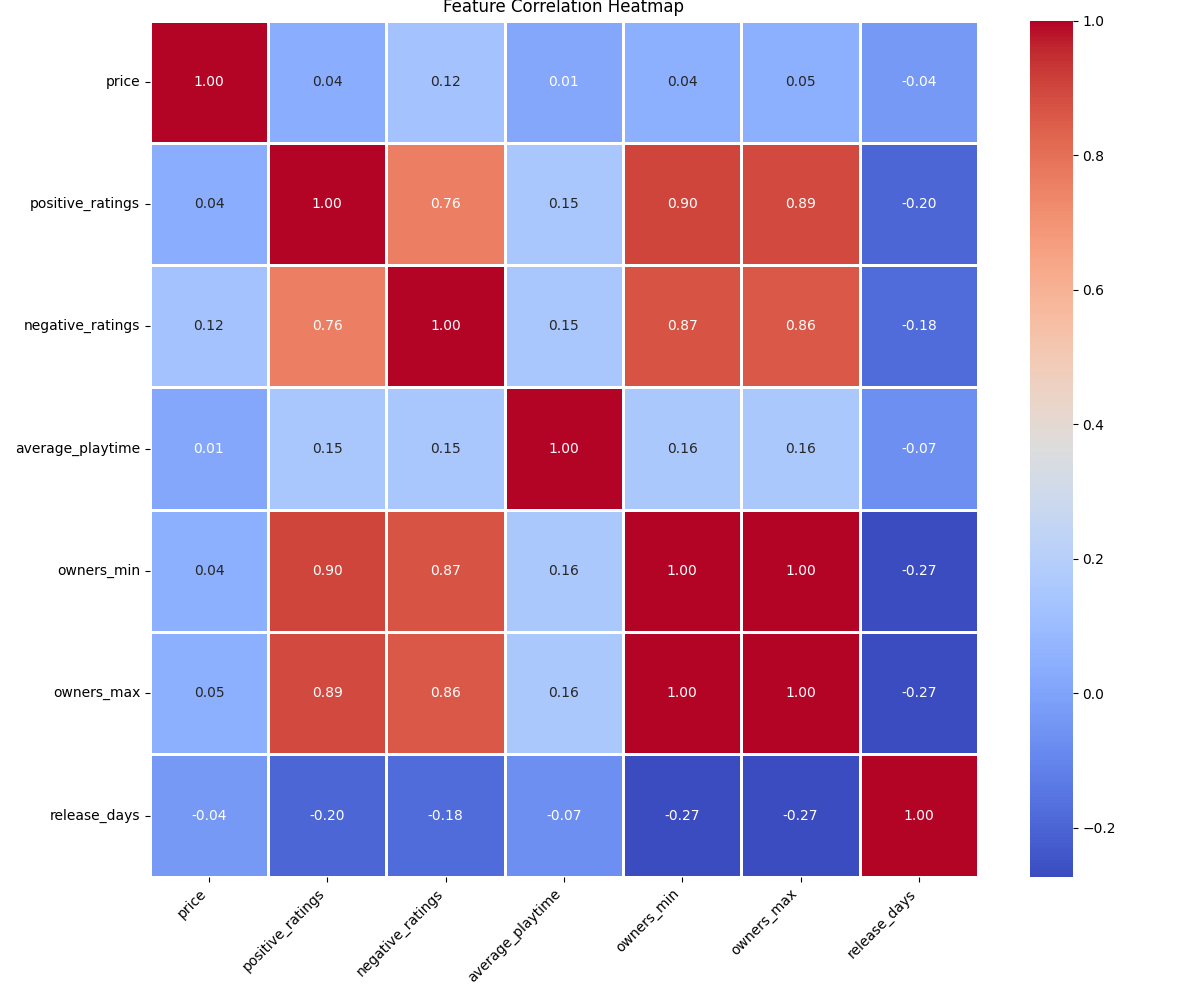 Feature Correlation Heatmap
price 1.00 0.04 0.12 0.01 0.04 0.05 -0.04
positive_ratings 0.04 1.00 0.76 0.15 0.90 0.89 -0.20
negative_ratings 0.12 0.76 1.00 0.15 0.87 0.86 -0.18
average_playtime 0.01 0.15 0.15 1.00 0.16 0.16 -0.07
owners_min 0.04 0.90 0.87 0.16 1.00 1.00 -0.27
owners_max 0.05 0.89 0.86 0.16 1.00 1.00 -0.27
release_days -0.04 -0.20 -0.18 -0.07 -0.27 -0.27 1.00
price positive_ratings negative_ratings average_playtime owners_min owners_max release_days
1.0
0.8
0.6
0.4
0.2
0.0
−0.2